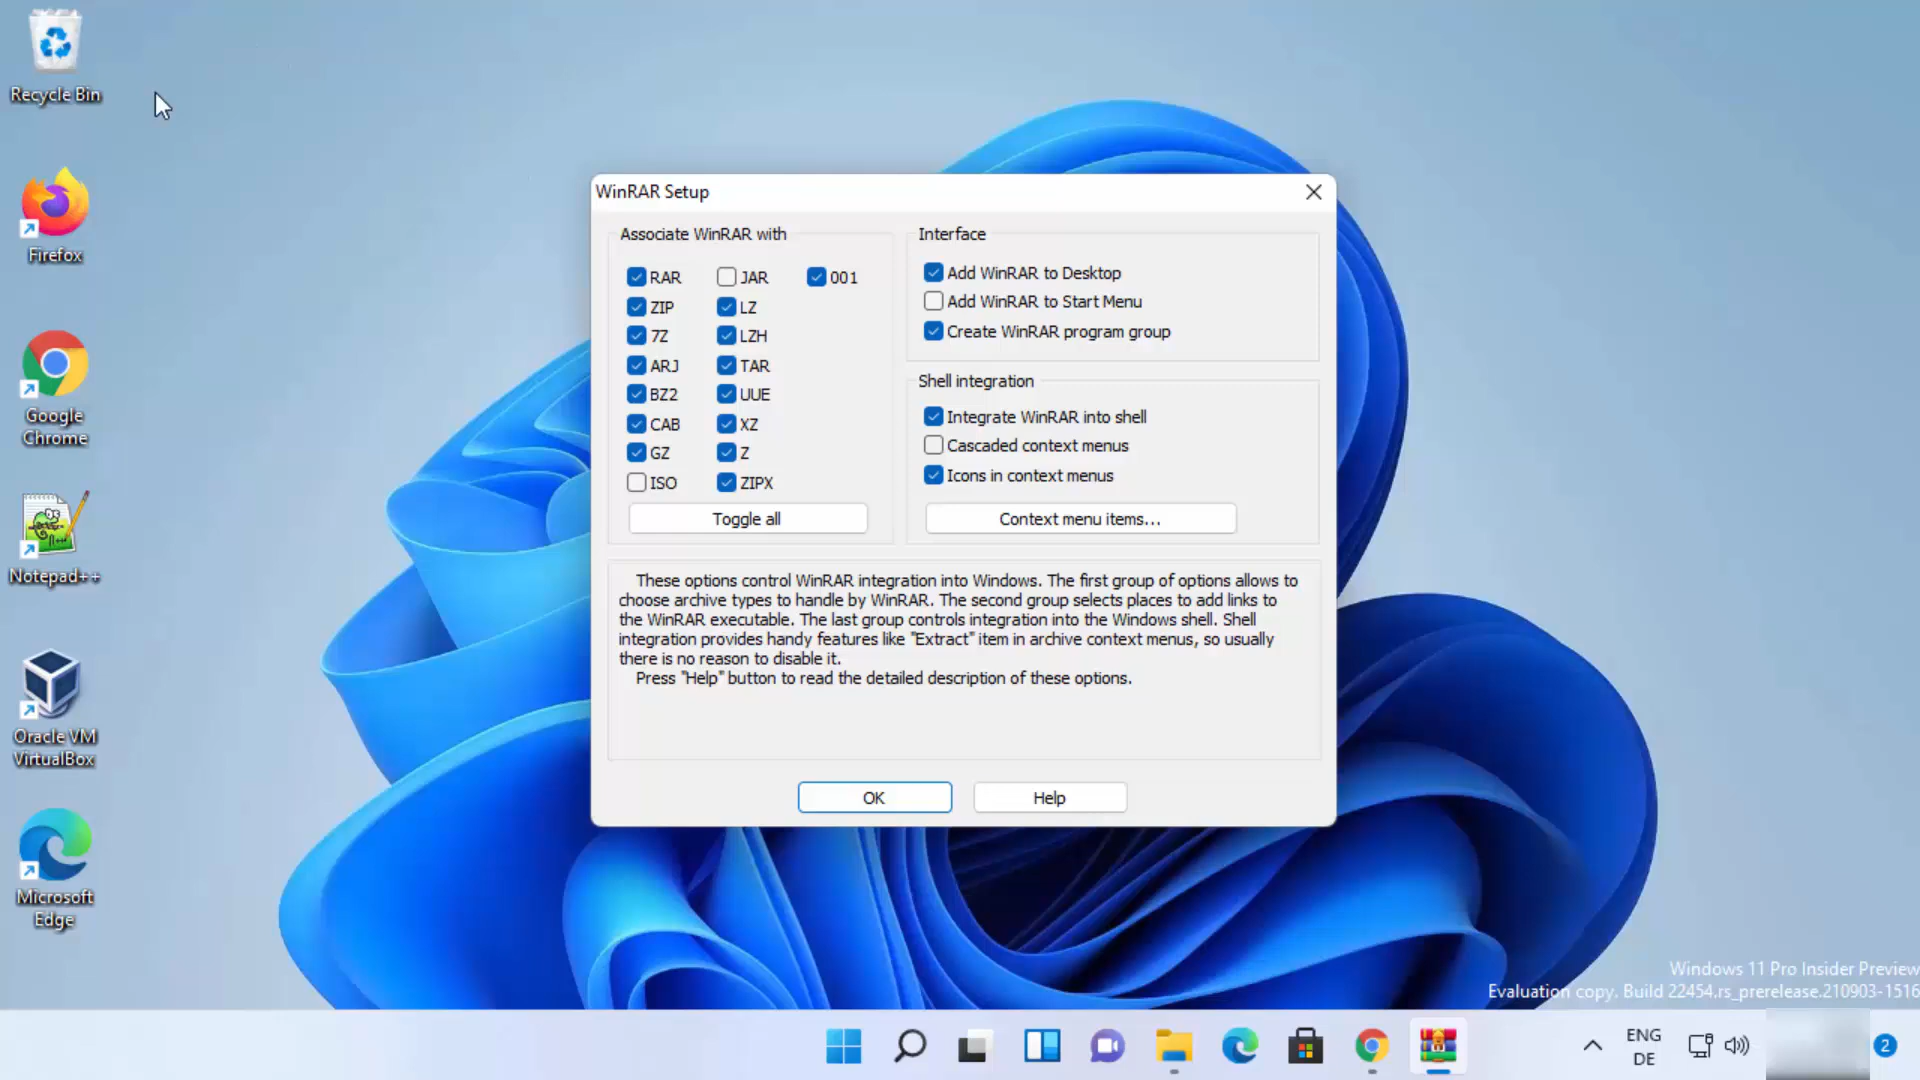 Recycle Bin
Firefox
Google
Chrome
Notepad++
Oracle VM
VirtualBox
Microsoft
Edge
WinRAR Setup
Associate WinRAR with
RAR JAR 001
ZIP LZ
7Z LZH
ARJ TAR
BZ2 UUE
CAB XZ
GZ Z
ISO ZIPX
Toggle all
Interface
Add WinRAR to Desktop
Add WinRAR to Start Menu
Create WinRAR program group
Shell integration
Integrate WinRAR into shell
Cascaded context menus
Icons in context menus
Context menu items...
These options control WinRAR integration into Windows. The first group of options allows to
choose archive types to handle by WinRAR. The second group selects places to add links to
the WinRAR executable. The last group controls integration into the Windows shell. Shell
integration provides handy features like "Extract" item in archive context menus, so usually
there is no reason to disable it.
Press "Help" button to read the detailed description of these options.
OK Help
Windows 11 Pro Insider Preview
Evaluation copy. Build 22454.rs_prerelease.210903-1516
ENG
DE
2